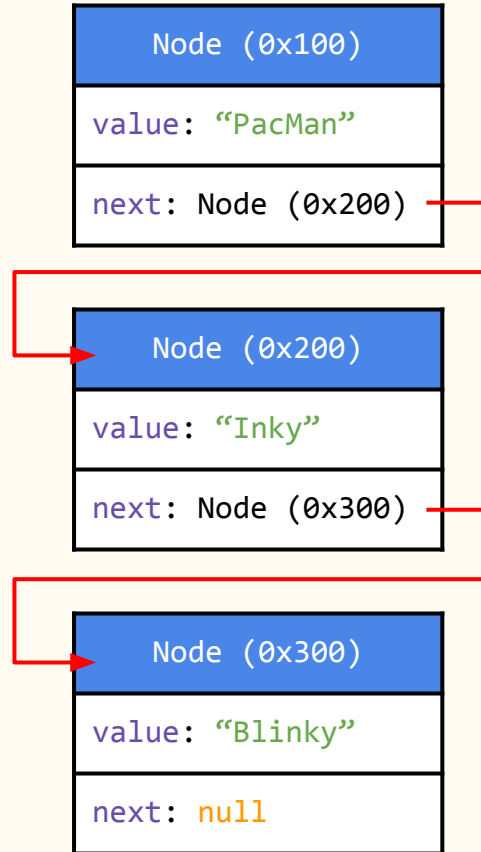 Node (0x100)
value: “PacMan”
next: Node (0x200)
Node (0x200)
value: “Inky”
next: Node (0x300)
Node (0x300)
value: “Blinky”
next: null